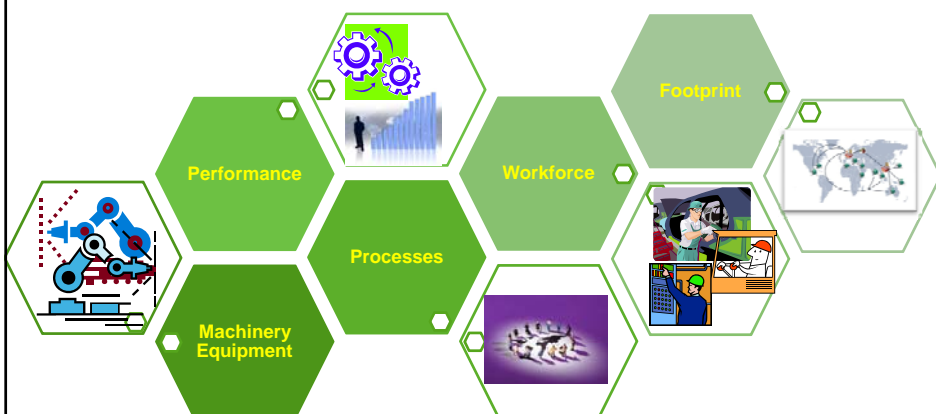 Footprint
Performance
Workforce
Processes
Machinery
Equipment